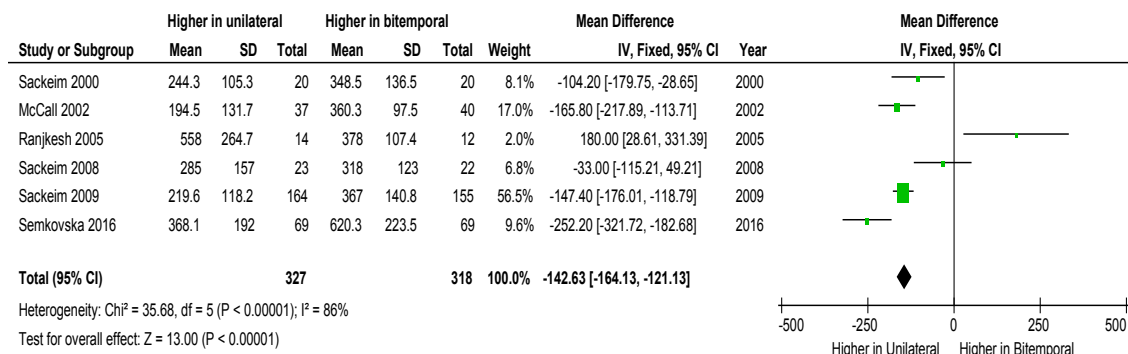 Higher in unilateral Higher in bitemporal Mean Difference Mean Difference
Study or Subgroup Mean SD Total Mean SD Total Weight IV, Fixed, 95% CI Year IV, Fixed, 95% CI
Sackeim 2000 244.3 105.3 20 348.5 136.5 20 8.1% -104.20 [-179.75, -28.65] 2000
McCall 2002 194.5 131.7 37 360.3 97.5 40 17.0% -165.80 [-217.89, -113.71] 2002
Ranjkesh 2005 558 264.7 14 378 107.4 12 2.0% 180.00 [28.61, 331.39] 2005
Sackeim 2008 285 157 23 318 123 22 6.8% -33.00 [-115.21, 49.21] 2008
Sackeim 2009 219.6 118.2 164 367 140.8 155 56.5% -147.40 [-176.01, -118.79] 2009
Semkovska 2016 368.1 192 69 620.3 223.5 69 9.6% -252.20 [-321.72, -182.68] 2016
Total (95% CI) 327 318 100.0% -142.63 [-164.13, -121.13]
Heterogeneity: Chi² = 35.68, df = 5 (P < 0.00001); I² = 86%
Test for overall effect: Z = 13.00 (P < 0.00001)
-500 -250 0 250 500
Higher in Unilateral Higher in Bitemporal